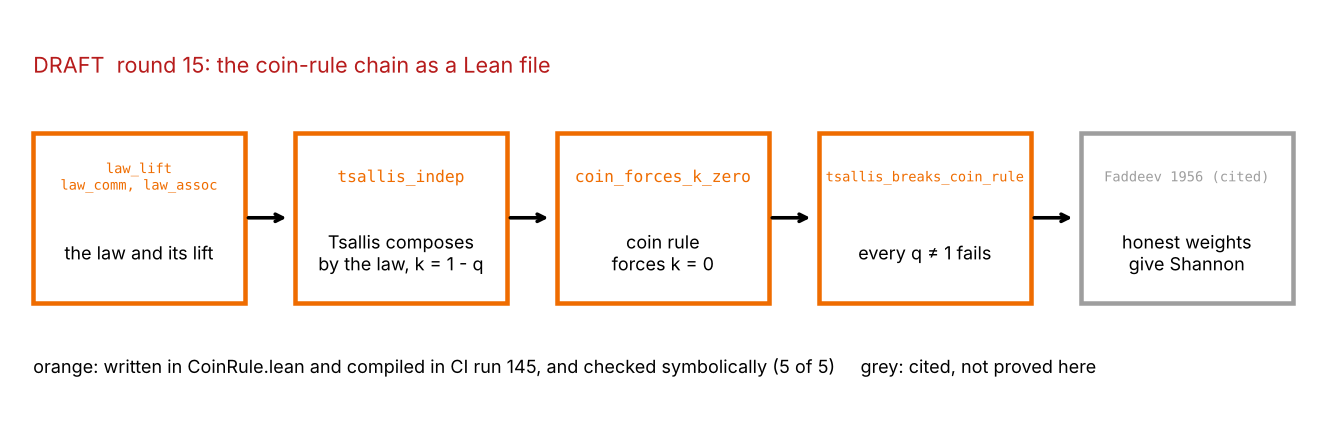 DRAFT  round 15: the coin-rule chain as a Lean file
law_lift
law_comm, law_assoc
the law and its lift
tsallis_indep
Tsallis composes
by the law, k = 1 - q
coin_forces_k_zero
coin rule
forces k = 0
tsallis_breaks_coin_rule
every q ≠ 1 fails
Faddeev 1956 (cited)
honest weights
give Shannon
orange: written in CoinRule.lean and compiled in CI run 145, and checked symbolically (5 of 5)
grey: cited, not proved here